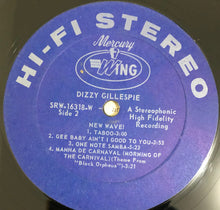 HI-FI STEREO
Mercury
WING
DIZZY GILLESPIE
SRW-16318-W
A Stereophonic
Side 2
High Fidelity
Recording
NEW WAVE!
1. TABOO-3:00
2. GEE BABY AIN'T I GOOD TO YOU-2:53
3. ONE NOTE SAMBA-5:23
4. MANHA DE CARNAVAL (MORNING OF
THE CARNIVAL)(Theme From
"Black Orpheus")-3:21